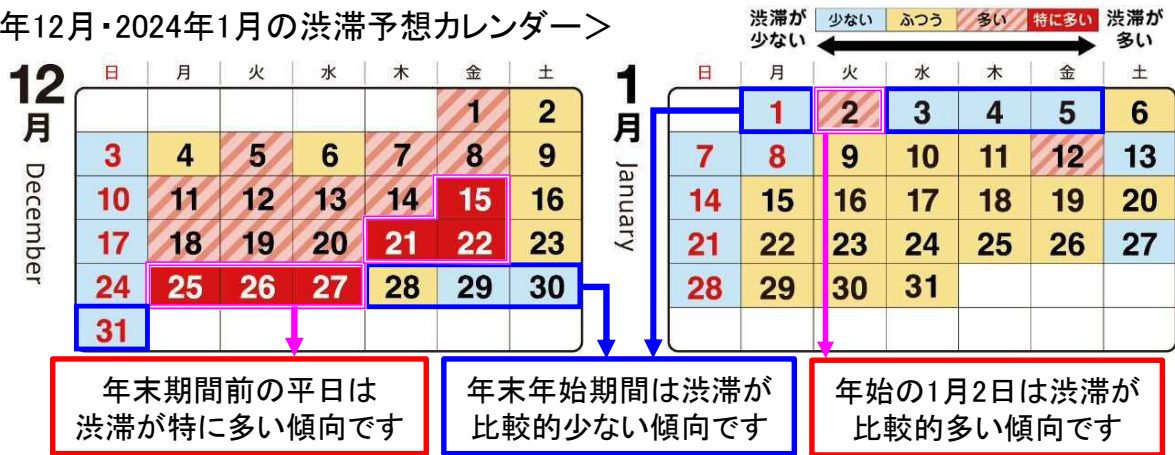 年12月・2024年1月の渋滞予想カレンダー＞
渋滞が
少ない
少ない ふつう 多い 特に多い
渋滞が
多い
12
月
December
日 月 火 水 木 金 土
1 2
3 4 5 6 7 8 9
10 11 12 13 14 15 16
17 18 19 20 21 22 23
24 25 26 27 28 29 30
31
1
月
January
日 月 火 水 木 金 土
1 2 3 4 5 6
7 8 9 10 11 12 13
14 15 16 17 18 19 20
21 22 23 24 25 26 27
28 29 30 31
年末期間前の平日は
渋滞が特に多い傾向です
年末年始期間は渋滞が
比較的少ない傾向です
年始の1月2日は渋滞が
比較的多い傾向です